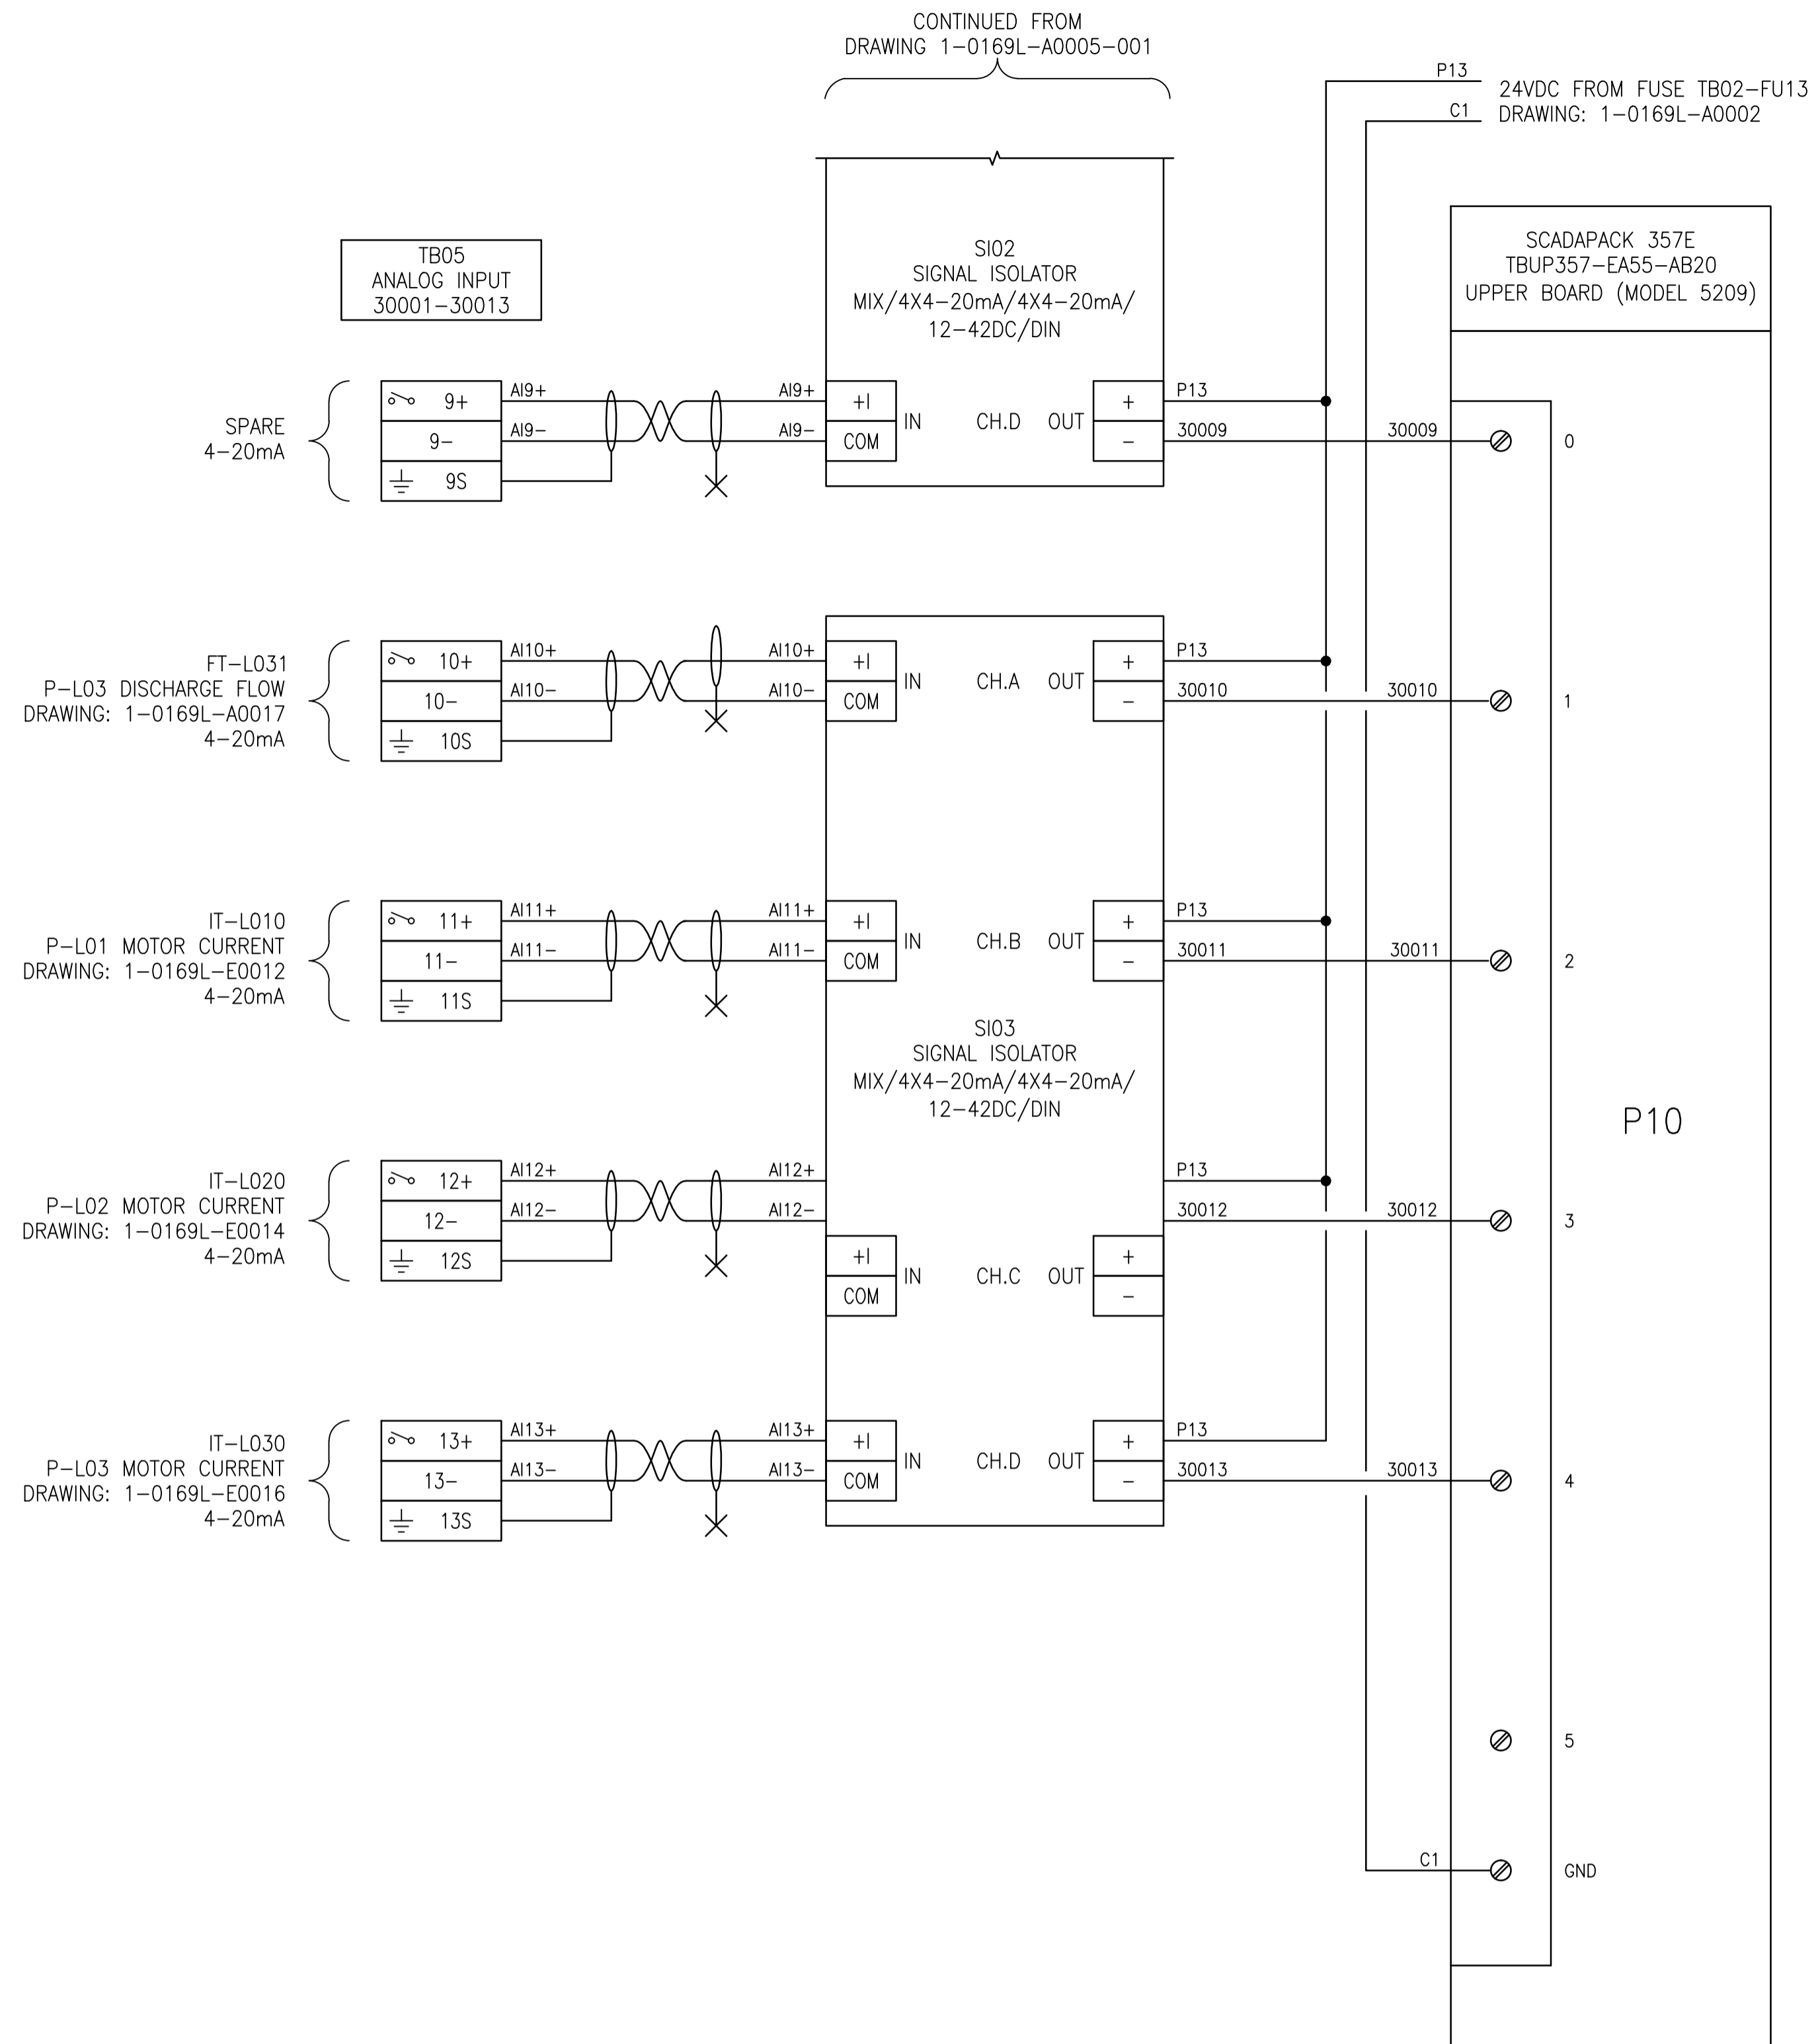 CONTINUED FROM
DRAWING 1-0169L-A0005-001
P13
24VDC FROM FUSE TB02-FU13
C1
DRAWING: 1-0169L-A0002
SCADAPACK 357E
TBUP357-EA55-AB20
UPPER BOARD (MODEL 5209)
TB05
ANALOG INPUT
30001-30013
SI02
SIGNAL ISOLATOR
MIX/4X4-20mA/4X4-20mA/
12-42DC/DIN
SPARE
4-20mA
9+
9-
9S
AI9+
AI9-
AI9+
AI9-
+I
COM
IN
CH.D
OUT
+
-
P13
30009
30009
0
FT-L031
P-L03 DISCHARGE FLOW
DRAWING: 1-0169L-A0017
4-20mA
10+
10-
10S
AI10+
AI10-
AI10+
AI10-
+I
COM
IN
CH.A
OUT
+
-
P13
30010
30010
1
IT-L010
P-L01 MOTOR CURRENT
DRAWING: 1-0169L-E0012
4-20mA
11+
11-
11S
AI11+
AI11-
AI11+
AI11-
+I
COM
IN
CH.B
OUT
+
-
P13
30011
30011
2
SI03
SIGNAL ISOLATOR
MIX/4X4-20mA/4X4-20mA/
12-42DC/DIN
P10
IT-L020
P-L02 MOTOR CURRENT
DRAWING: 1-0169L-E0014
4-20mA
12+
12-
12S
AI12+
AI12-
AI12+
AI12-
P13
30012
30012
3
+I
COM
IN
CH.C
OUT
+
-
IT-L030
P-L03 MOTOR CURRENT
DRAWING: 1-0169L-E0016
4-20mA
13+
13-
13S
AI13+
AI13-
AI13+
AI13-
+I
COM
IN
CH.D
OUT
+
-
P13
30013
30013
4
5
C1
GND